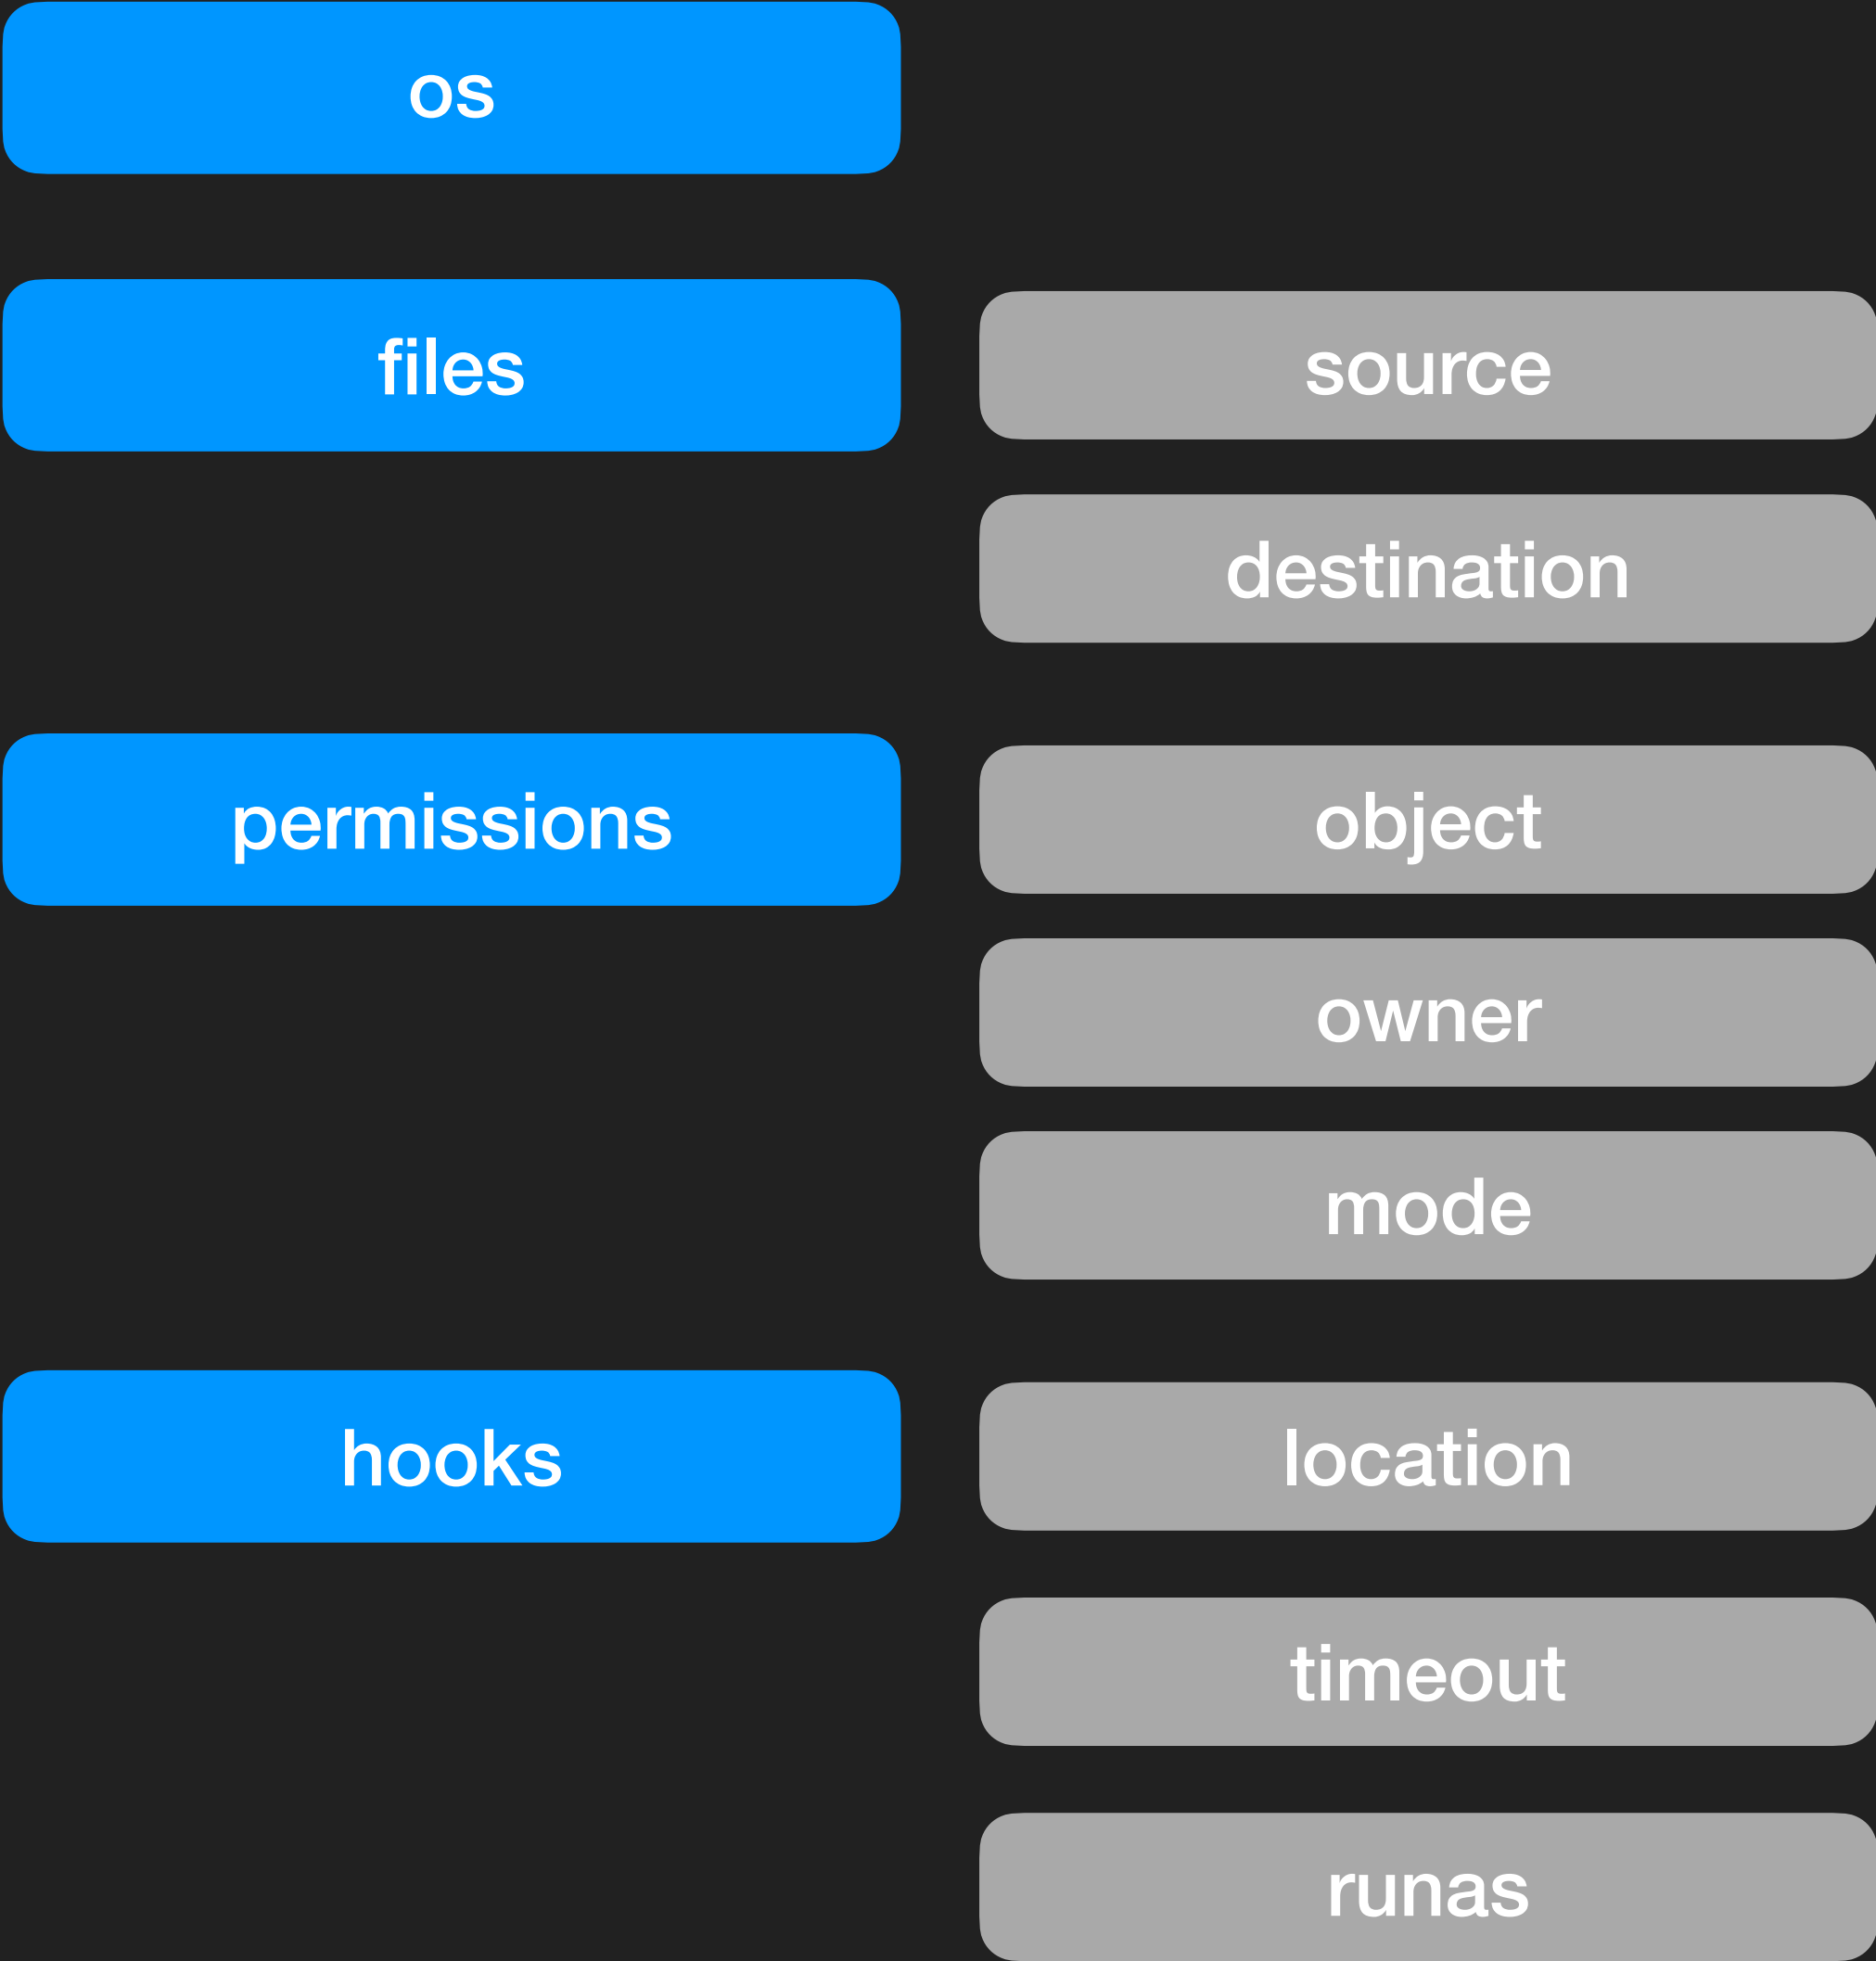 os
files
source
destination
permissions
object
owner
mode
hooks
location
timeout
runas